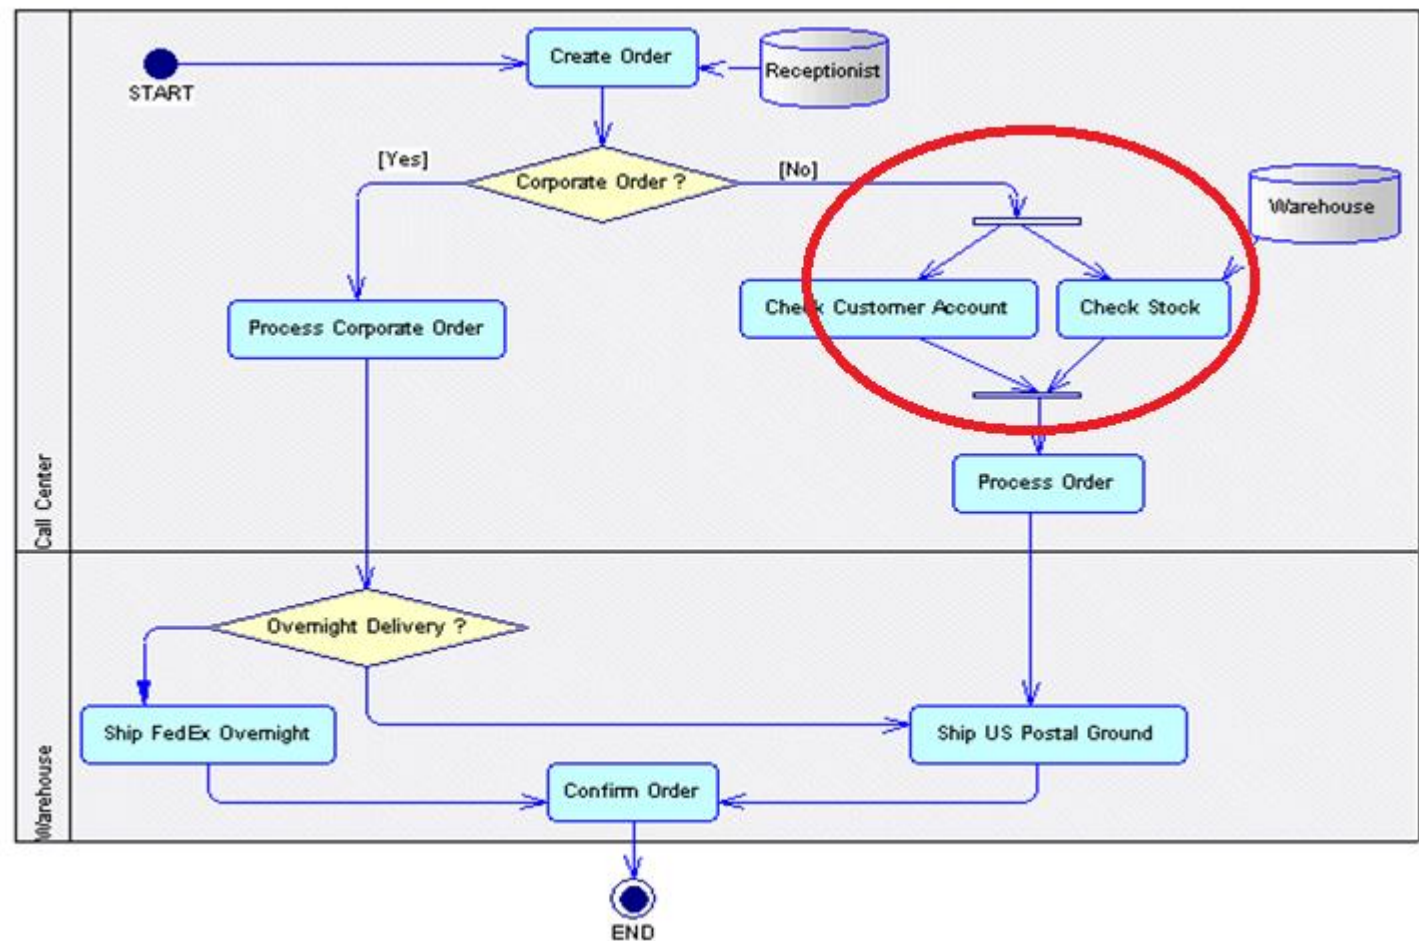 Create Order
Receptionist
START
[Yes]
Corporate Order ?
[No]
Warehouse
Check Customer Account
Check Stock
Process Corporate Order
Process Order
Call Center
Overnight Delivery ?
Ship FedEx Overnight
Ship US Postal Ground
Confirm Order
Warehouse
END